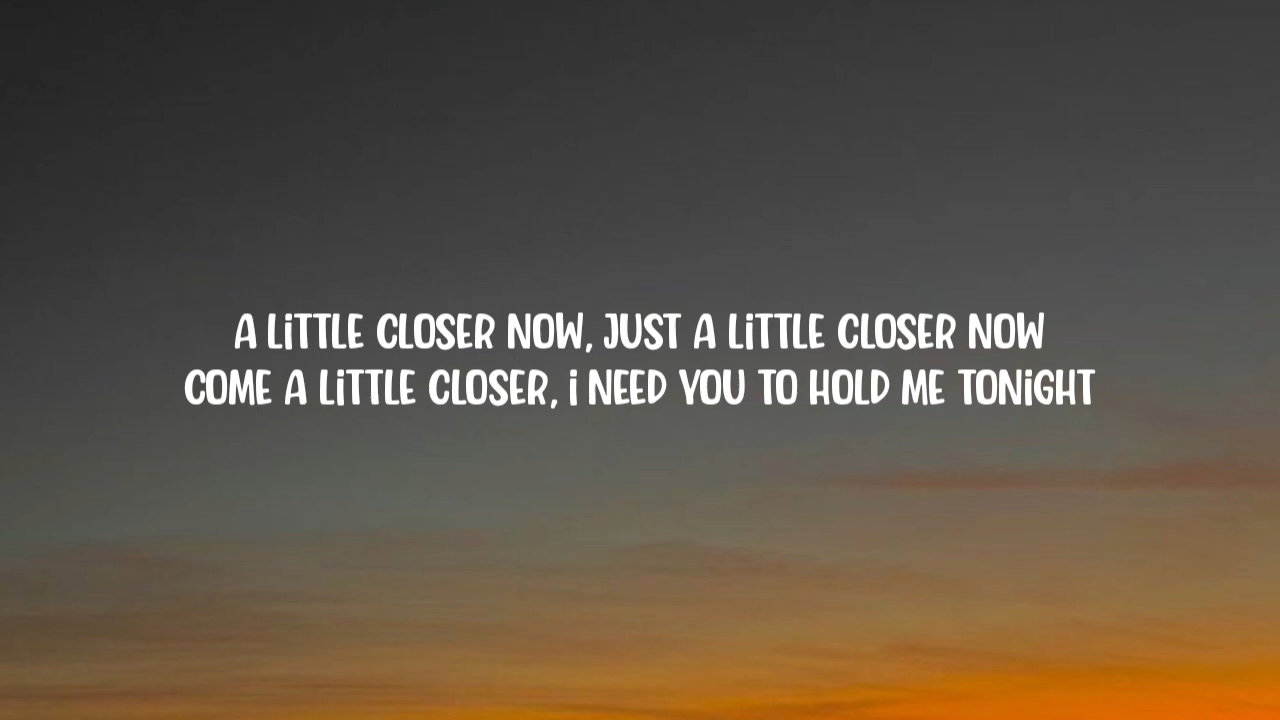 A LiTTLE CLOSER NOW, JUST A LiTTLE CLOSER NOW
COME A LiTTLE CLOSER, i NEED YOU TO HOLD ME TONiGHT